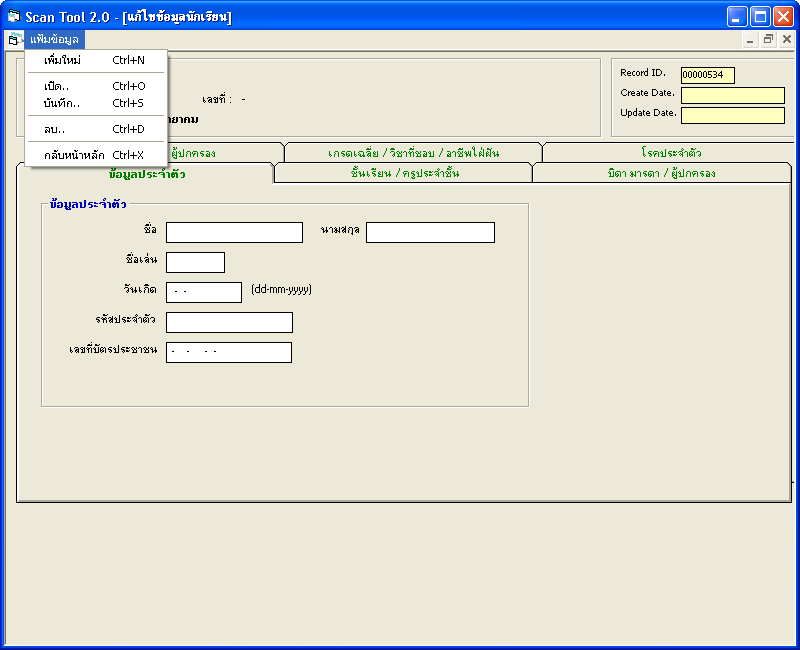 Scan Tool 2.0 - [แก้ไขข้อมูลนักเรียน]
แฟ้มข้อมูล
เพิ่มใหม่ Ctrl+N
เปิด.. Ctrl+O
บันทึก.. Ctrl+S
ลบ.. Ctrl+D
กลับหน้าหลัก Ctrl+X
เลขที่ : -
Record ID. 00000534
Create Date.
Update Date.
ผู้ปกครอง
เกรดเฉลี่ย / วิชาที่ชอบ / อาชีพใฝ่ฝัน
โรคประจำตัว
ข้อมูลประจำตัว
ชั้นเรียน / ครูประจำชั้น
บิดา มารดา / ผู้ปกครอง
ข้อมูลประจำตัว
ชื่อ
นามสกุล
ชื่อเล่น
วันเกิด - - (dd-mm-yyyy)
รหัสประจำตัว
เลขที่บัตรประชาชน - - - -